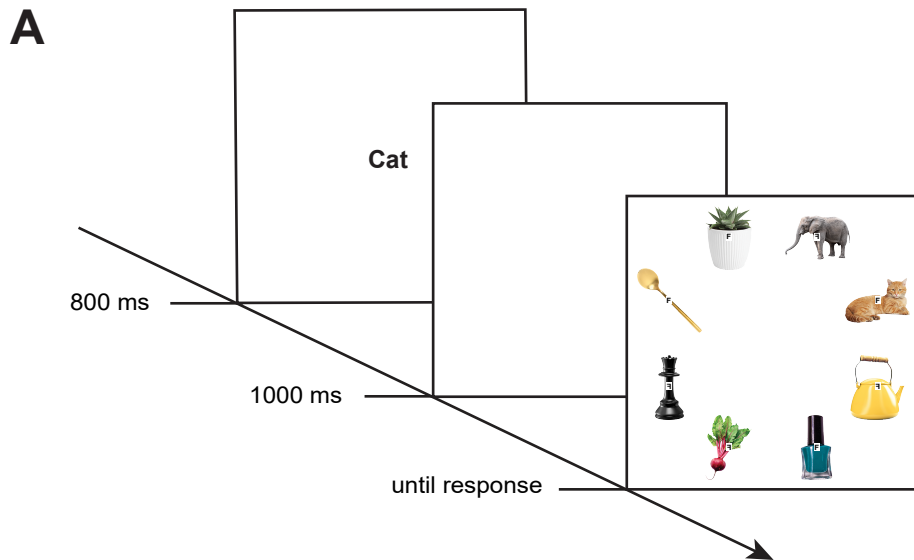 A
Cat
F ꟻ
F F
800 ms
ꟻ ꟻ
1000 ms
ꟻ F
until response